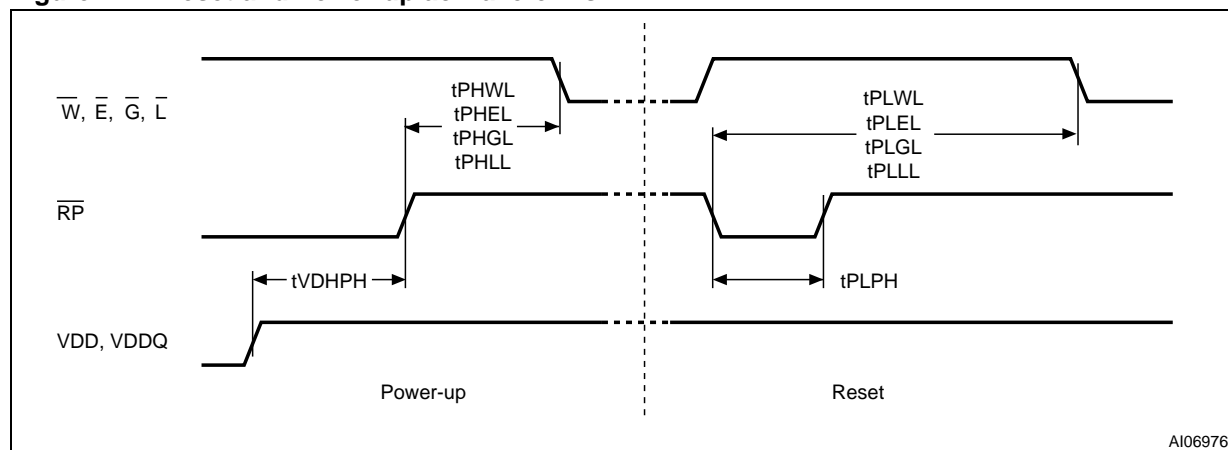 W, E, G, L
tPHWL
tPHEL
tPHGL
tPHLL
tPLWL
tPLEL
tPLGL
tPLLL
RP
tVDHPH
tPLPH
VDD, VDDQ
Power-up
Reset
AI06976